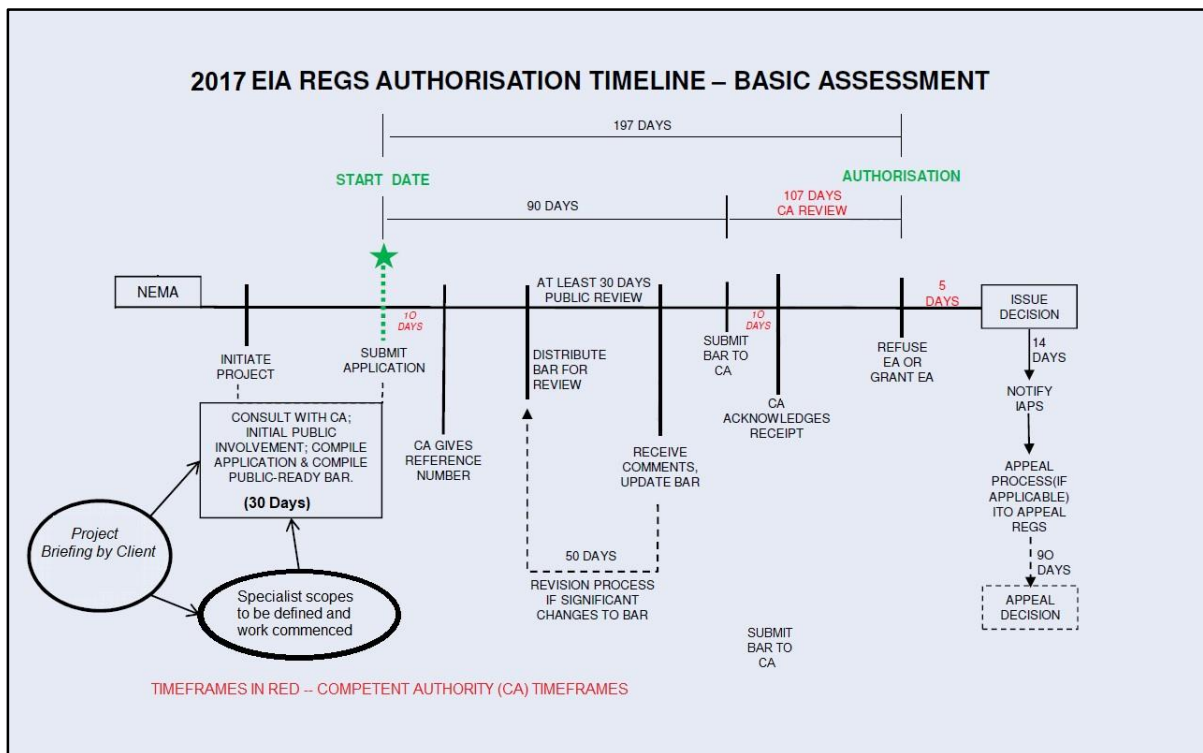 2017 EIA REGS AUTHORISATION TIMELINE – BASIC ASSESSMENT
197 DAYS
START DATE
AUTHORISATION
90 DAYS
107 DAYS
CA REVIEW
NEMA
1O
DAYS
AT LEAST 30 DAYS
PUBLIC REVIEW
1O
DAYS
5
DAYS
ISSUE
DECISION
INITIATE
PROJECT
SUBMIT
APPLICATION
DISTRIBUTE
BAR FOR
REVIEW
SUBMIT
BAR TO
CA
REFUSE
EA OR
GRANT EA
14
DAYS
NOTIFY
IAPS
CONSULT WITH CA;
INITIAL PUBLIC
INVOLVEMENT; COMPILE
APPLICATION & COMPILE
PUBLIC-READY BAR.
(30 Days)
CA GIVES
REFERENCE
NUMBER
RECEIVE
COMMENTS,
UPDATE BAR
CA
ACKNOWLEDGES
RECEIPT
APPEAL
PROCESS(IF
APPLICABLE)
ITO APPEAL
REGS
Project
Briefing by Client
50 DAYS
REVISION PROCESS
IF SIGNIFICANT
CHANGES TO BAR
9O
DAYS
APPEAL
DECISION
Specialist scopes
to be defined and
work commenced
SUBMIT
BAR TO
CA
TIMEFRAMES IN RED -- COMPETENT AUTHORITY (CA) TIMEFRAMES